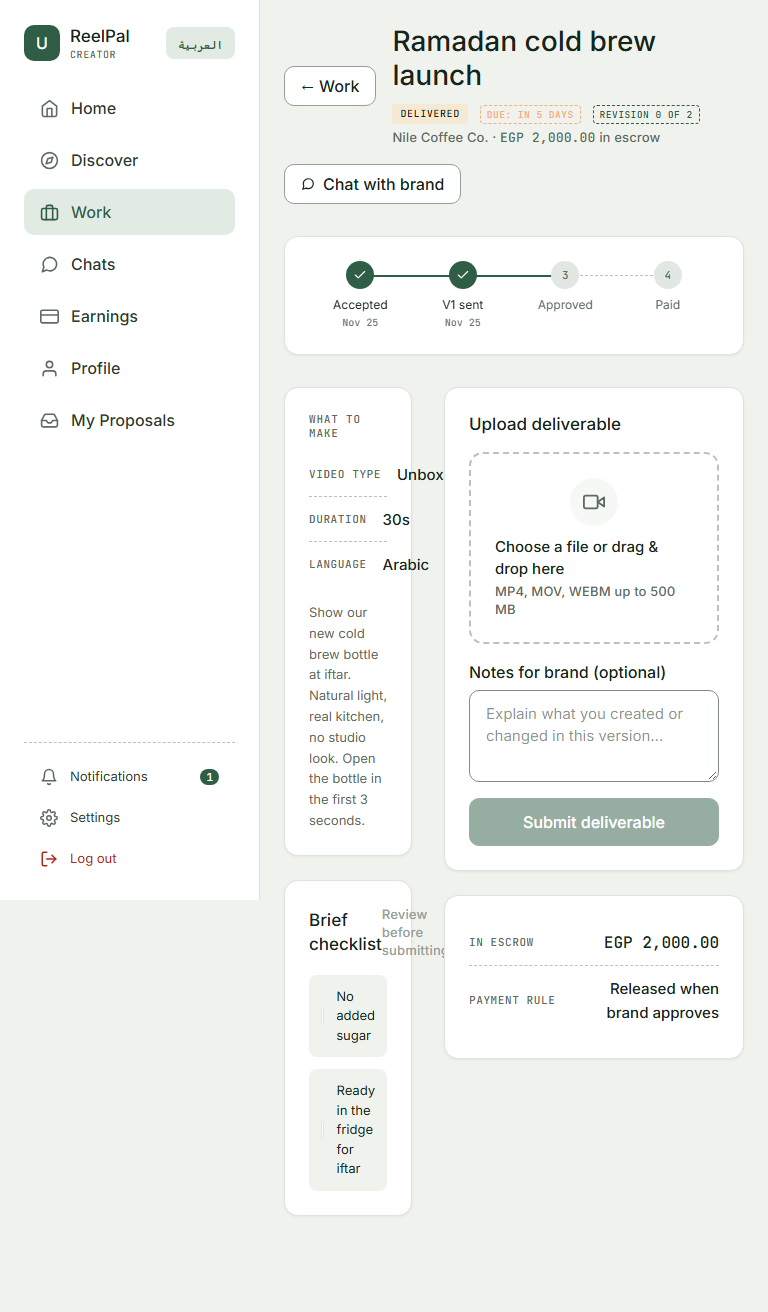 U
ReelPal
CREATOR
العربية
Home
Discover
Work
Chats
Earnings
Profile
My Proposals
Notifications
1
Settings
Log out
← Work
Ramadan cold brew
launch
DELIVERED
DUE: IN 5 DAYS
REVISION 0 OF 2
Nile Coffee Co. · EGP 2,000.00 in escrow
Chat with brand
3
4
Accepted
V1 sent
Approved
Paid
Nov 25
Nov 25
WHAT TO
MAKE
VIDEO TYPE
Unbox
DURATION
30s
LANGUAGE
Arabic
Show our
new cold
brew bottle
at iftar.
Natural light,
real kitchen,
no studio
look. Open
the bottle in
the first 3
seconds.
Brief
checklist
Review
before
submitting
No
added
sugar
Ready
in the
fridge
for
iftar
Upload deliverable
Choose a file or drag &
drop here
MP4, MOV, WEBM up to 500
MB
Notes for brand (optional)
Explain what you created or
changed in this version...
Submit deliverable
IN ESCROW
EGP 2,000.00
PAYMENT RULE
Released when
brand approves